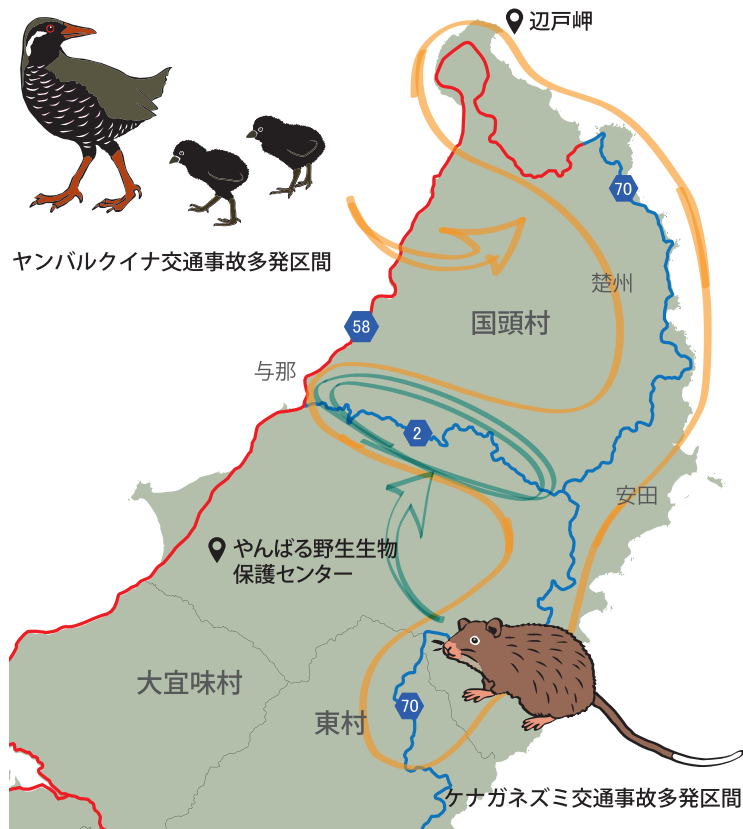 辺戸岬
70
ヤンバルクイナ交通事故多発区間
楚州
国頭村
58
与那
2
安田
やんばる野生生物
保護センター
大宜味村
東村
70
ケナガネズミ交通事故多発区間